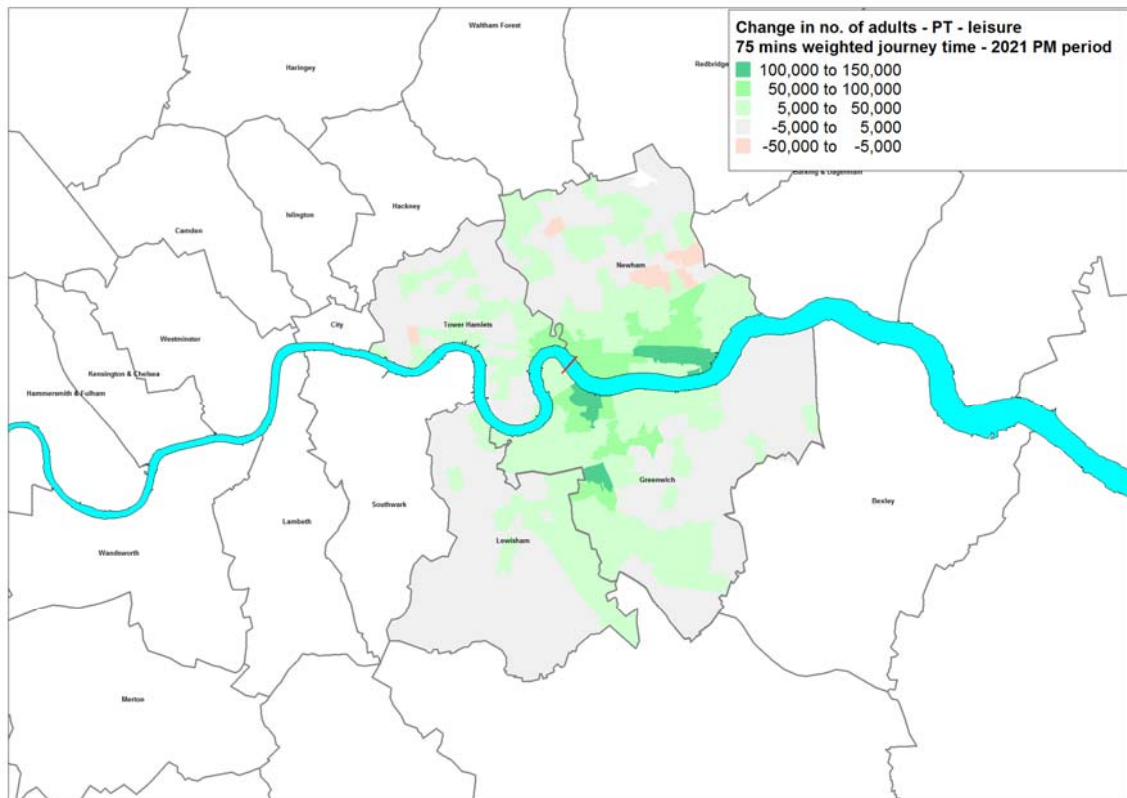 Change in no. of adults - PT - leisure
75 mins weighted journey time - 2021 PM period
100,000 to 150,000
50,000 to 100,000
5,000 to 50,000
-5,000 to 5,000
-50,000 to -5,000
Waltham Forest
Haringey
Redbridge
Barking & Dagenham
Hackney
Islington
Camden
Newham
City
Tower Hamlets
Westminster
Kensington & Chelsea
Hammersmith & Fulham
Greenwich
Bexley
Southwark
Lambeth
Lewisham
Wandsworth
Merton